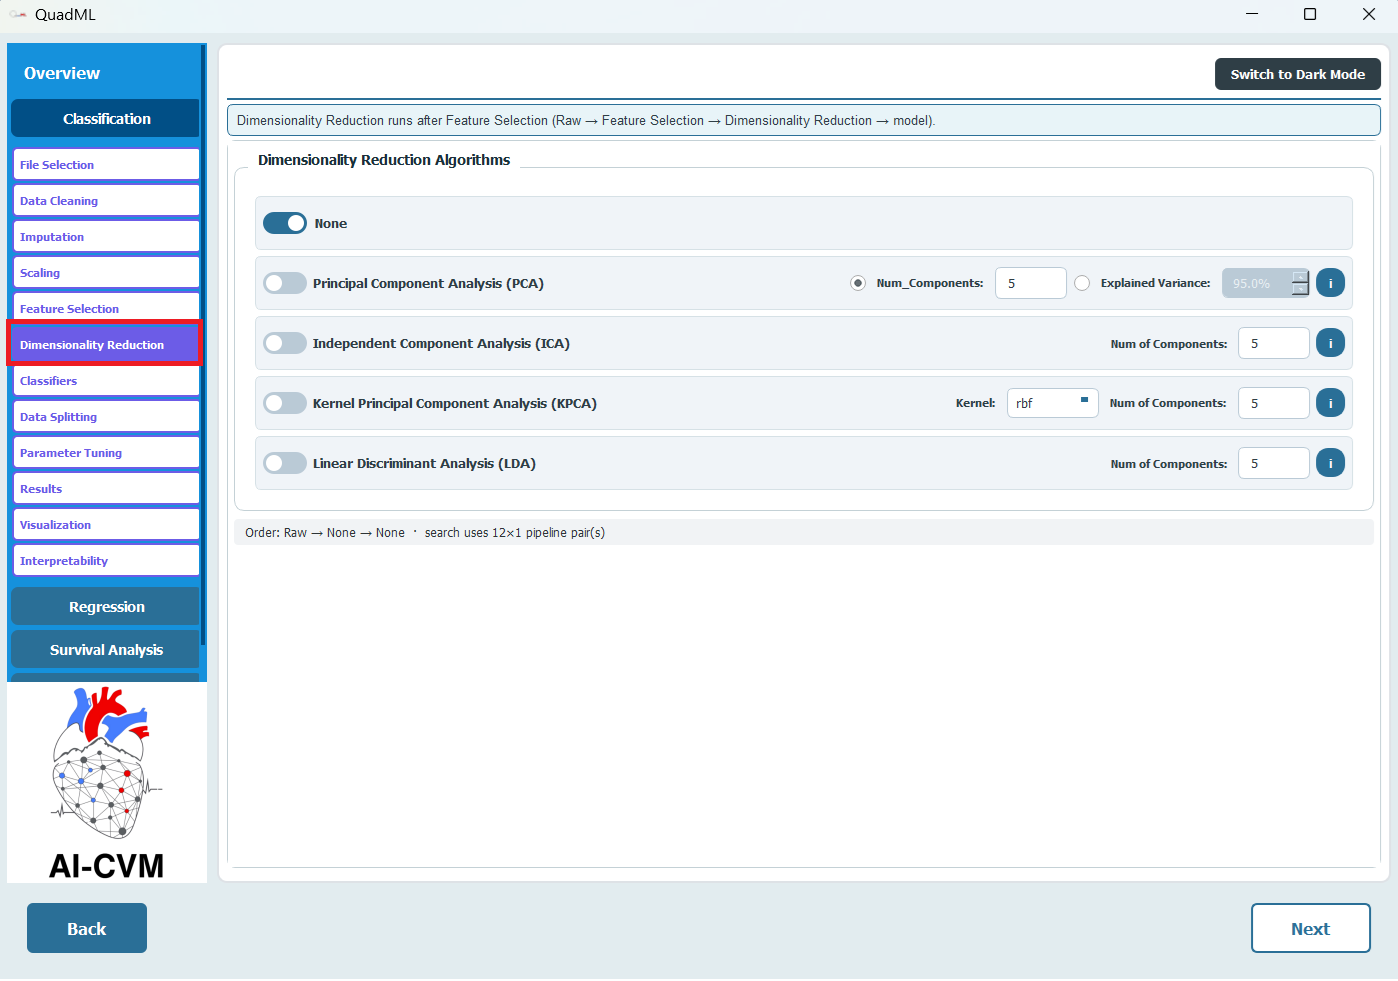 QuadML
Overview
Classification
File Selection
Data Cleaning
Imputation
Scaling
Feature Selection
Dimensionality Reduction
Classifiers
Data Splitting
Parameter Tuning
Results
Visualization
Interpretability
Regression
Survival Analysis
AI-CVM
Switch to Dark Mode
Dimensionality Reduction runs after Feature Selection (Raw → Feature Selection → Dimensionality Reduction → model).
Dimensionality Reduction Algorithms
None
Principal Component Analysis (PCA) Num_Components: 5 Explained Variance: 95.0% i
Independent Component Analysis (ICA) Num of Components: 5 i
Kernel Principal Component Analysis (KPCA) Kernel: rbf Num of Components: 5 i
Linear Discriminant Analysis (LDA) Num of Components: 5 i
Order: Raw → None → None · search uses 12×1 pipeline pair(s)
Back
Next